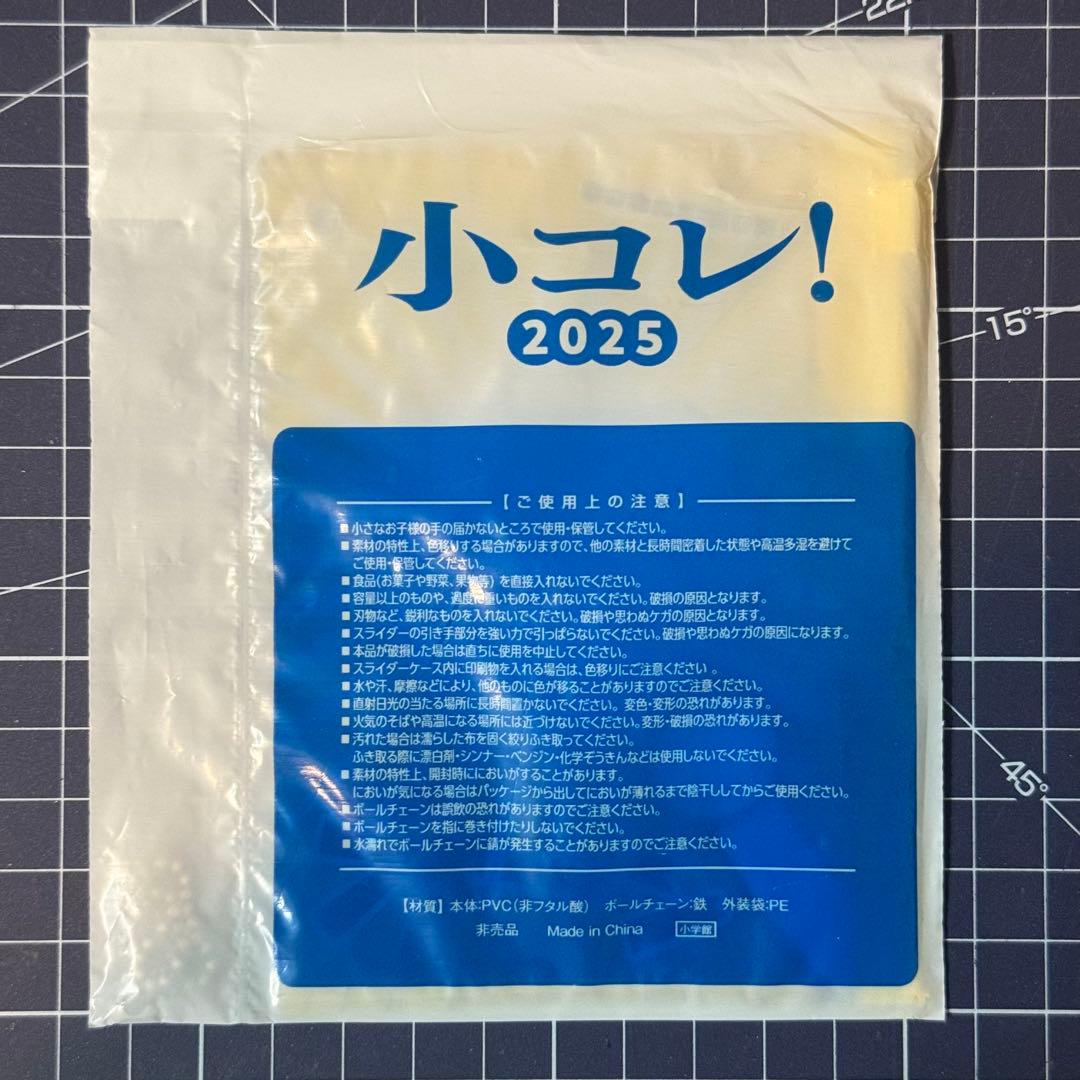 22
小コレ!
2025
【ご使用上の注意】
■小さなお子様の手の届かないところで使用・保管してください。
■素材の特性上、色移りする場合がありますので、他の素材と長時間密着した状態や高温多湿を避けて
ご使用・保管してください。
■食品(お菓子や野菜、果物等)を直接入れないでください。
■容量以上のものや、過度に重いものを入れないでください。破損の原因となります。
■刃物など、鋭利なものを入れないでください。破損や思わぬケガの原因となります。
■スライダーの引き手部分を強い力で引っぱらないでください。破損や思わぬケガの原因になります。
■本品が破損した場合は直ちに使用を中止してください。
■スライダーケース内に印刷物を入れる場合は、色移りにご注意ください 。
■水や汗、摩擦などにより、他のものに色が移ることがありますのでご注意ください。
■直射日光の当たる場所に長時間置かないでください。 変色・変形の恐れがあります。
■火気のそばや高温になる場所には近づけないでください。変形・破損の恐れがあります。
■汚れた場合は濡らした布を固く絞りふき取ってください。
ふき取る際に漂白剤・シンナー・ベンジン・化学ぞうきんなどは使用しないでください。
■素材の特性上、開封時ににおいがすることがあります。
においが気になる場合はパッケージから出してにおいが薄れるまで陰干ししてからご使用ください。
■ボールチェーンは誤飲の恐れがありますのでご注意ください。
■ボールチェーンを指に巻き付けたりしないでください。
■水濡れでボールチェーンに錆が発生することがありますのでご注意ください。
【材質】本体:PVC(非フタル酸) ボールチェーン:鉄 外装袋:PE
非売品 Made in China 小学館
15°
45°